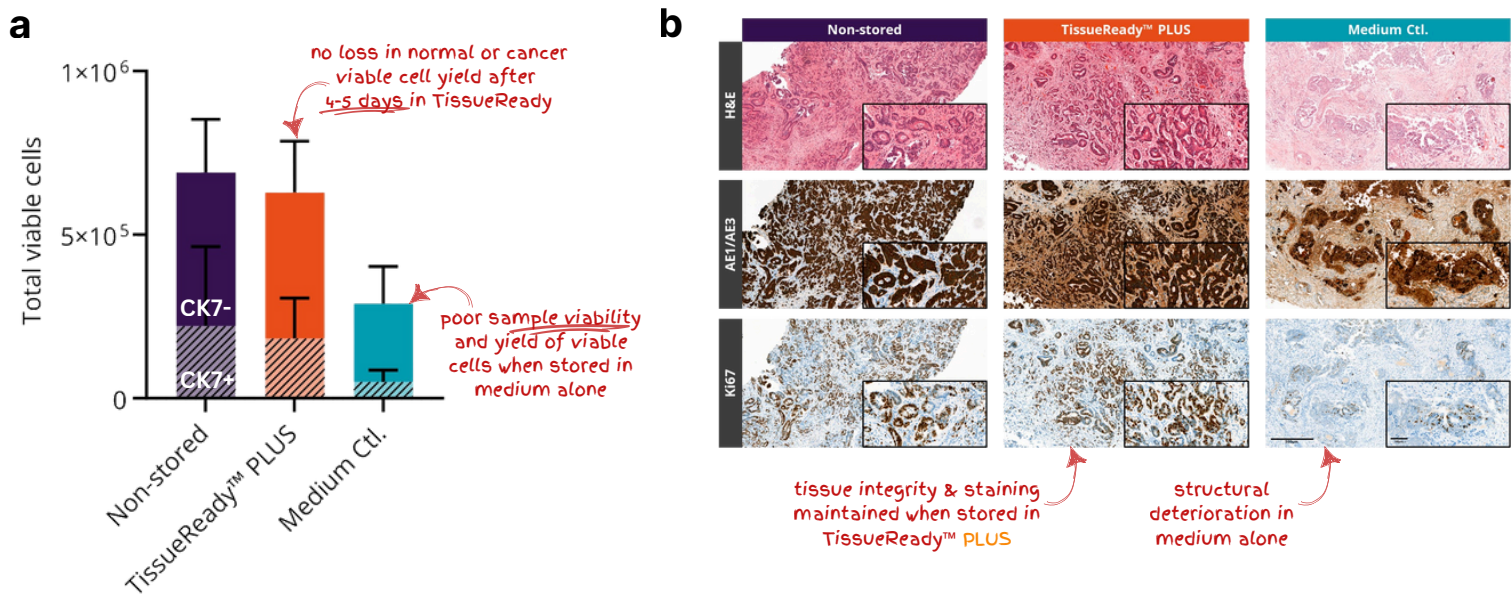 a
no loss in normal or cancer
viable cell yield after
4-5 days in TissueReady
1×10⁶
5×10⁵
0
Total viable cells
CK7-
CK7+
poor sample viability
and yield of viable
cells when stored in
medium alone
Non-stored
TissueReady™ PLUS
Medium Ctl.
b
Non-stored
TissueReady™ PLUS
Medium Ctl.
H&E
AE1/AE3
Ki67
tissue integrity & staining
maintained when stored in
TissueReady™ PLUS
structural
deterioration in
medium alone